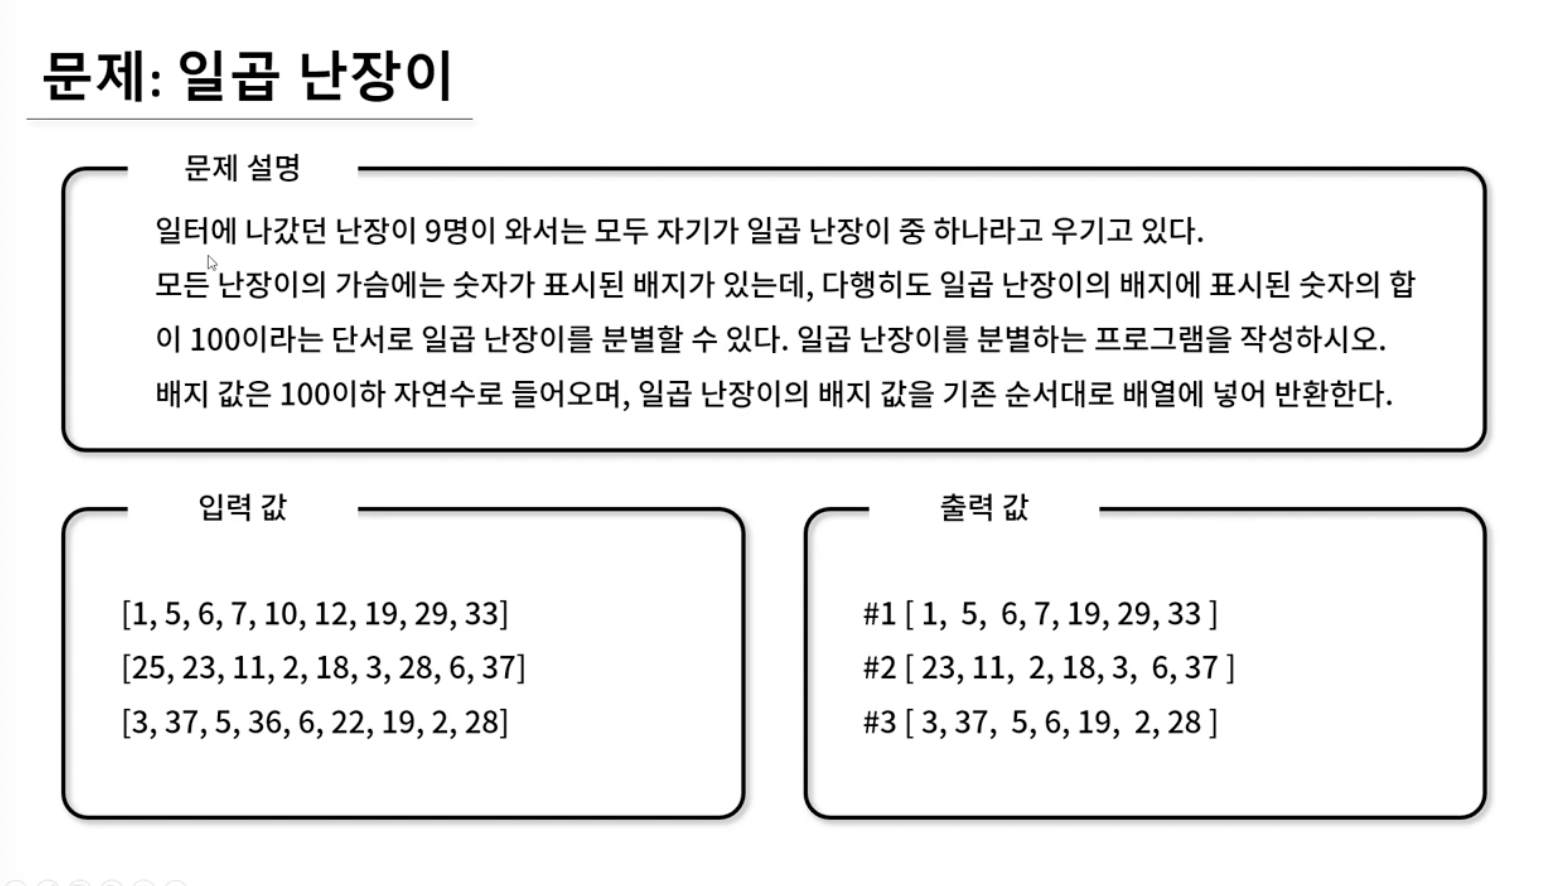 문제: 일곱 난장이
문제 설명
일터에 나갔던 난장이 9명이 와서는 모두 자기가 일곱 난장이 중 하나라고 우기고 있다.
모든 난장이의 가슴에는 숫자가 표시된 배지가 있는데, 다행히도 일곱 난장이의 배지에 표시된 숫자의 합
이 100이라는 단서로 일곱 난장이를 분별할 수 있다. 일곱 난장이를 분별하는 프로그램을 작성하시오.
배지 값은 100이하 자연수로 들어오며, 일곱 난장이의 배지 값을 기존 순서대로 배열에 넣어 반환한다.
입력 값
[1, 5, 6, 7, 10, 12, 19, 29, 33]
[25, 23, 11, 2, 18, 3, 28, 6, 37]
[3, 37, 5, 36, 6, 22, 19, 2, 28]
출력 값
#1 [ 1, 5, 6, 7, 19, 29, 33 ]
#2 [ 23, 11, 2, 18, 3, 6, 37 ]
#3 [ 3, 37, 5, 6, 19, 2, 28 ]